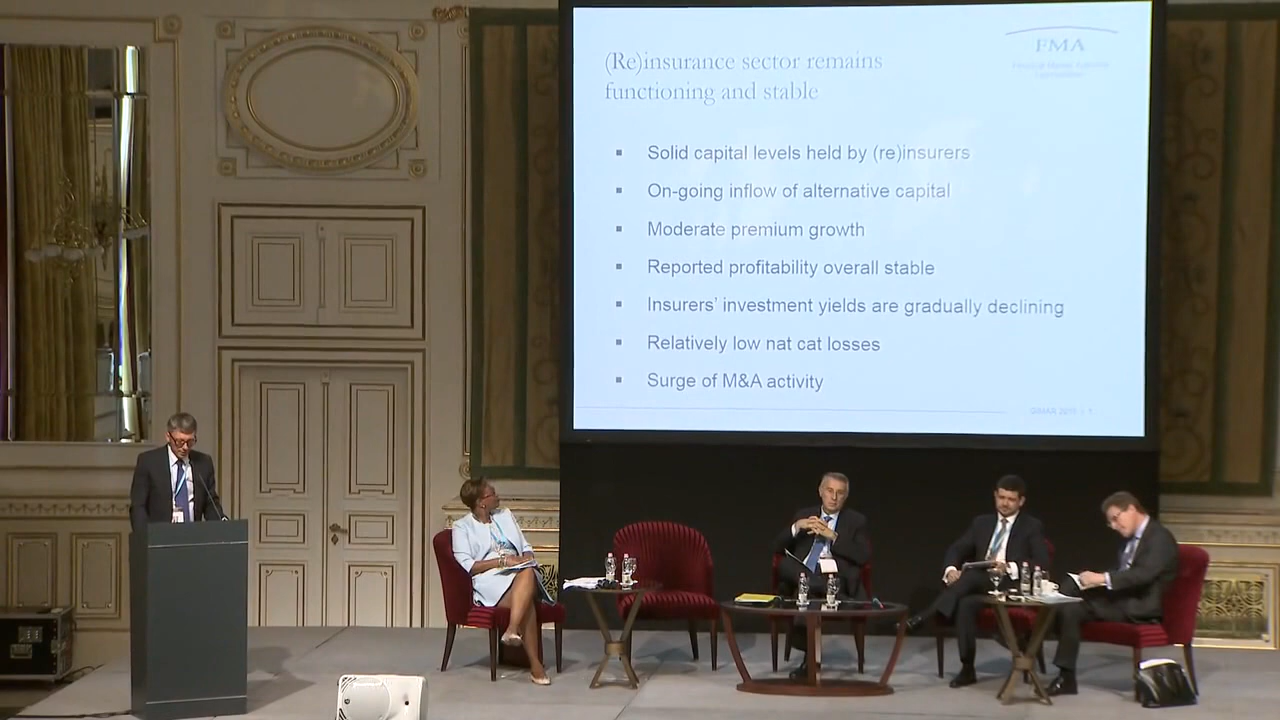 (Re)insurance sector remains
functioning and stable
FMA
▪ Solid capital levels held by (re)insurers
▪ On-going inflow of alternative capital
▪ Moderate premium growth
▪ Reported profitability overall stable
▪ Insurers’ investment yields are gradually declining
▪ Relatively low nat cat losses
▪ Surge of M&A activity